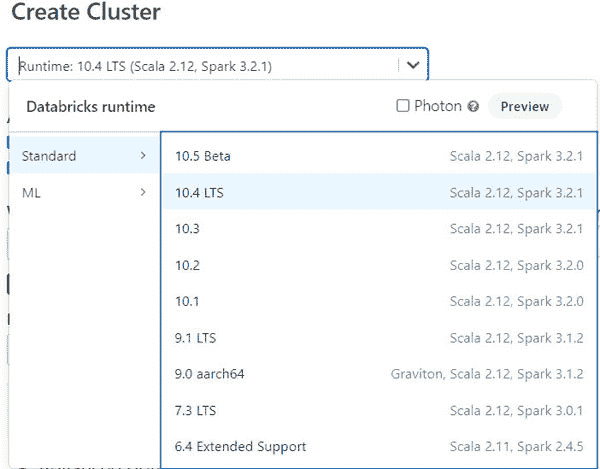 Create Cluster
Runtime: 10.4 LTS (Scala 2.12, Spark 3.2.1)
Databricks runtime Photon ? Preview
Standard
ML
10.5 Beta Scala 2.12, Spark 3.2.1
10.4 LTS Scala 2.12, Spark 3.2.1
10.3 Scala 2.12, Spark 3.2.1
10.2 Scala 2.12, Spark 3.2.0
10.1 Scala 2.12, Spark 3.2.0
9.1 LTS Scala 2.12, Spark 3.1.2
9.0 aarch64 Graviton, Scala 2.12, Spark 3.1.2
7.3 LTS Scala 2.12, Spark 3.0.1
6.4 Extended Support Scala 2.11, Spark 2.4.5